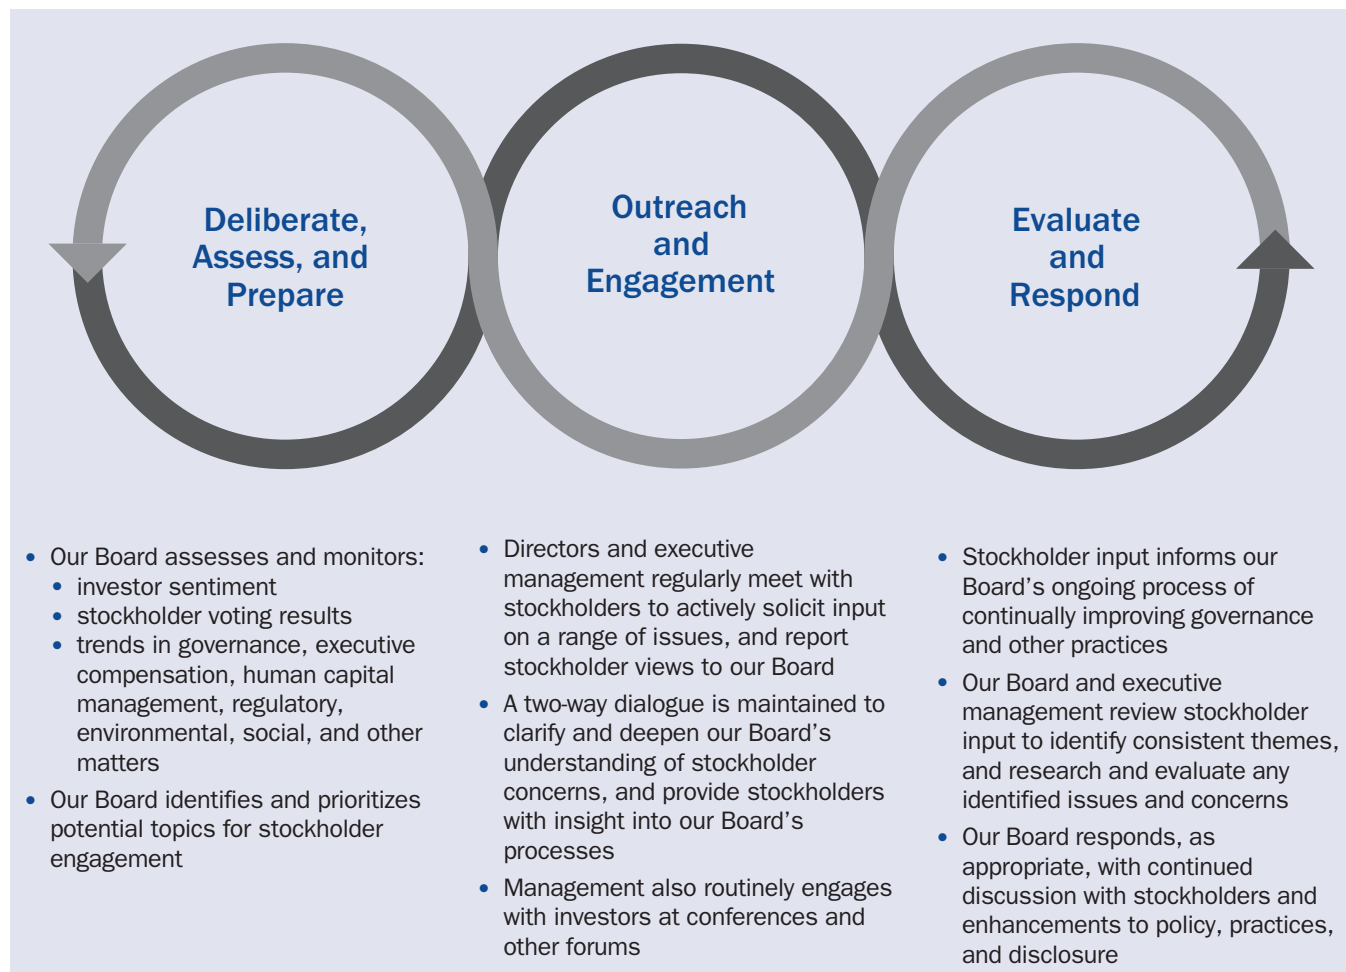 Deliberate,
Assess, and
Prepare
Outreach
and
Engagement
Evaluate
and
Respond
• Our Board assesses and monitors:
• investor sentiment
• stockholder voting results
• trends in governance, executive
compensation, human capital
management, regulatory,
environmental, social, and other
matters
• Our Board identifies and prioritizes
potential topics for stockholder
engagement
• Directors and executive
management regularly meet with
stockholders to actively solicit input
on a range of issues, and report
stockholder views to our Board
• A two-way dialogue is maintained to
clarify and deepen our Board’s
understanding of stockholder
concerns, and provide stockholders
with insight into our Board’s
processes
• Management also routinely engages
with investors at conferences and
other forums
• Stockholder input informs our
Board’s ongoing process of
continually improving governance
and other practices
• Our Board and executive
management review stockholder
input to identify consistent themes,
and research and evaluate any
identified issues and concerns
• Our Board responds, as
appropriate, with continued
discussion with stockholders and
enhancements to policy, practices,
and disclosure